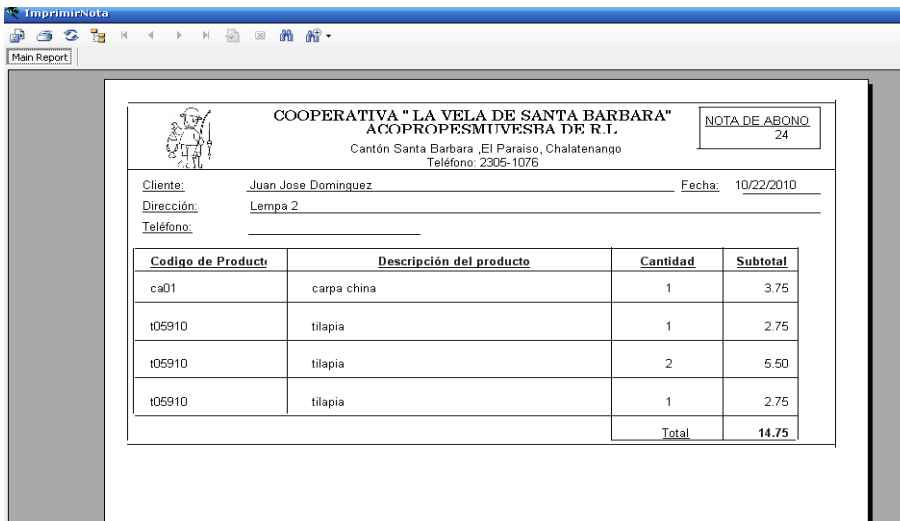 ImprimirNota
Main Report
COOPERATIVA " LA VELA DE SANTA BARBARA"
ACOPROPESMUVESBA DE R.L
Cantón Santa Barbara ,El Paraiso, Chalatenango
Teléfono: 2305-1076
NOTA DE ABONO
24
Cliente: Juan Jose Dominguez Fecha: 10/22/2010
Dirección: Lempa 2
Teléfono:
Codigo de Producto Descripción del producto Cantidad Subtotal
ca01 carpa china 1 3.75
t05910 tilapia 1 2.75
t05910 tilapia 2 5.50
t05910 tilapia 1 2.75
Total 14.75